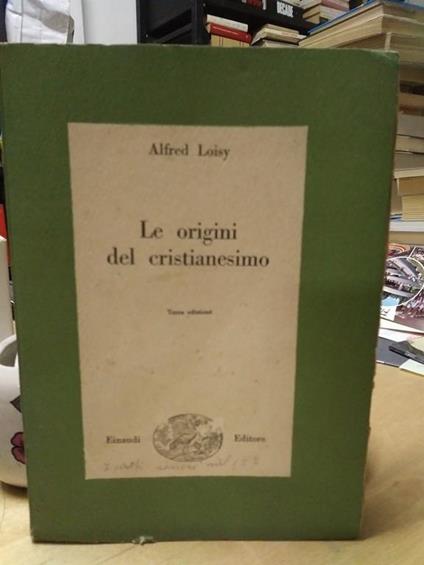 Alfred Loisy
Le origini
del cristianesimo
Terza edizione
Einaudi Editore